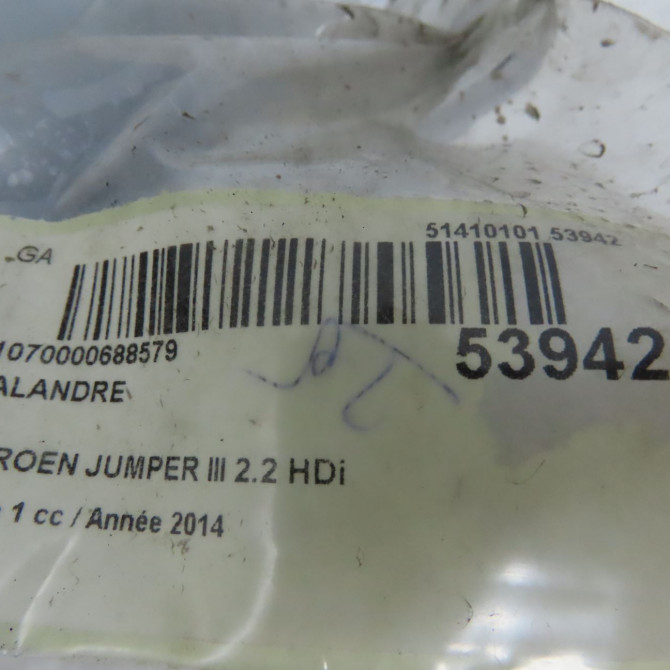 GA
51410101 53942
1070000688579
53942
ALANDRE
ROEN JUMPER III 2.2 HDi
1 cc / Année 2014